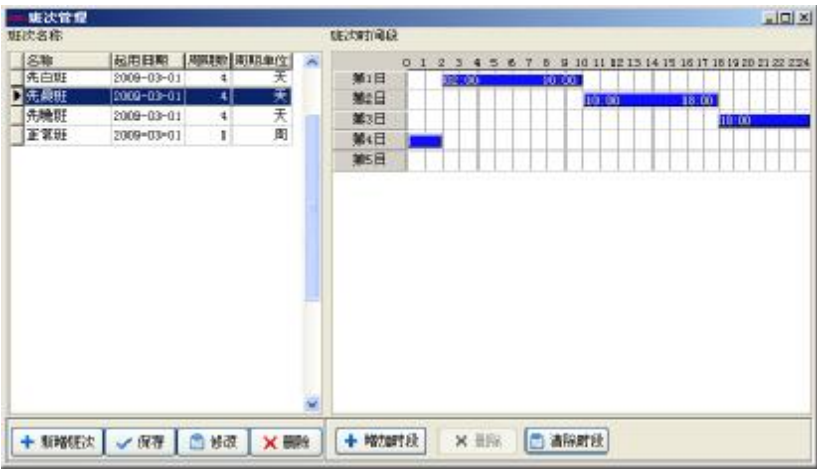 班次管理
班次名称
班次时间段
名称 起用日期 周期数 周期单位
先白班 2009-03-01 4 天
先晨班 2009-03-01 4 天
先晚班 2009-03-01 4 天
正常班 2009-03-01 1 周
0 1 2 3 4 5 6 7 8 9 10 11 12 13 14 15 16 17 18 19 20 21 22 23 24
第1日 02:00 10:00
第2日 10:00 18:00
第3日 18:00
第4日
第5日
新增班次 保存 修改 删除
增加时段 删除 清除时段